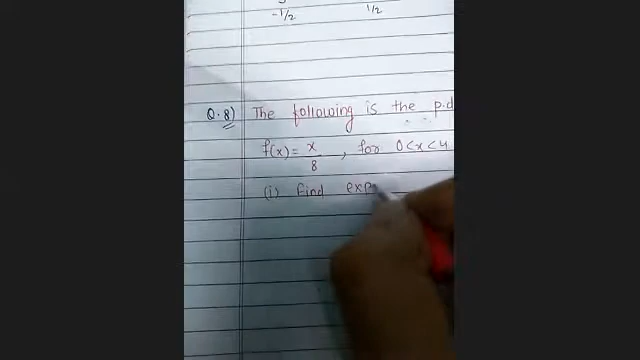 -1/2 1/2
Q.8) The following is the p.d
f(x) = x/8 , for 0<x<4
(i) Find exp